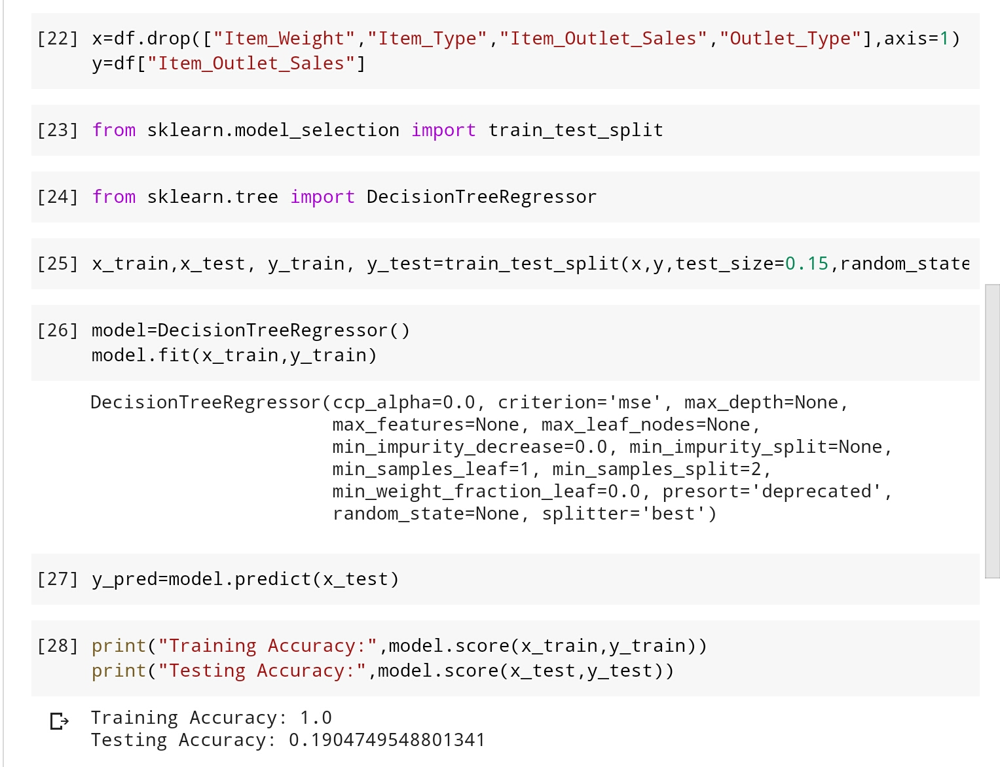 [22] x=df.drop(["Item_Weight","Item_Type","Item_Outlet_Sales","Outlet_Type"],axis=1)
y=df["Item_Outlet_Sales"]
[23] from sklearn.model_selection import train_test_split
[24] from sklearn.tree import DecisionTreeRegressor
[25] x_train,x_test, y_train, y_test=train_test_split(x,y,test_size=0.15,random_state
[26] model=DecisionTreeRegressor()
model.fit(x_train,y_train)
DecisionTreeRegressor(ccp_alpha=0.0, criterion='mse', max_depth=None,
max_features=None, max_leaf_nodes=None,
min_impurity_decrease=0.0, min_impurity_split=None,
min_samples_leaf=1, min_samples_split=2,
min_weight_fraction_leaf=0.0, presort='deprecated',
random_state=None, splitter='best')
[27] y_pred=model.predict(x_test)
[28] print("Training Accuracy:",model.score(x_train,y_train))
print("Testing Accuracy:",model.score(x_test,y_test))
Training Accuracy: 1.0
Testing Accuracy: 0.1904749548801341